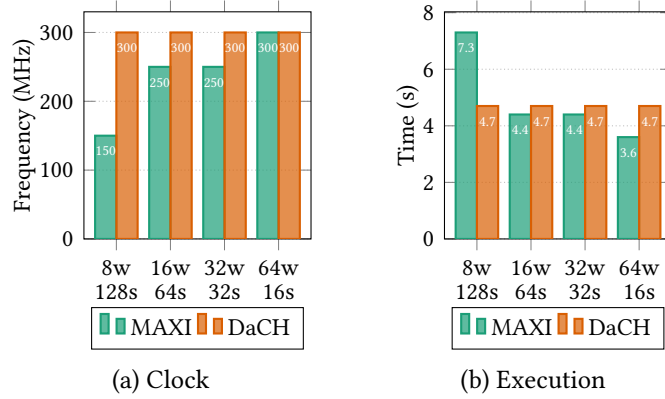 Frequency (MHz)
300
200
100
0
150
300
250
300
250
300
300
300
8w
128s
16w
64s
32w
32s
64w
16s
MAXI
DaCH
(a) Clock
Time (s)
8
6
4
2
0
7.3
4.7
4.4
4.7
4.4
4.7
3.6
4.7
8w
128s
16w
64s
32w
32s
64w
16s
MAXI
DaCH
(b) Execution